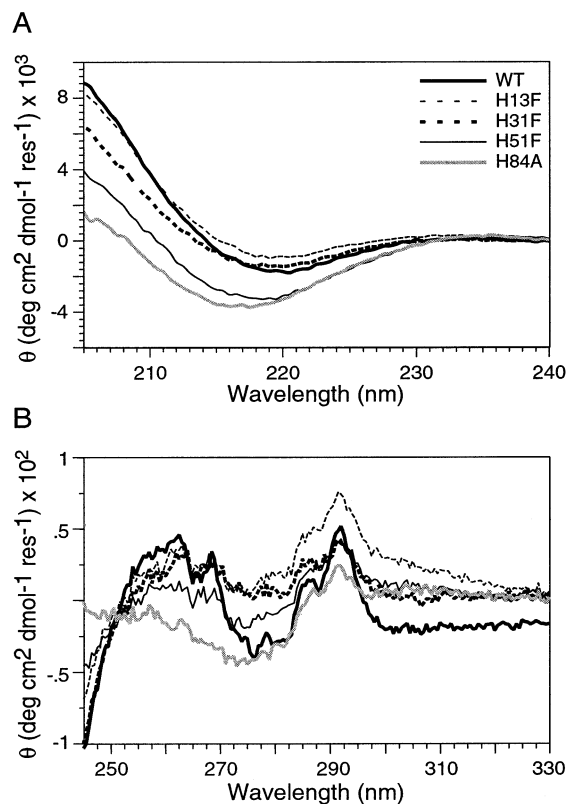 A
θ (deg cm2 dmol-1 res-1) x 10³
8
4
0
-4
WT
H13F
H31F
H51F
H84A
210
220
230
240
Wavelength (nm)
B
θ (deg cm2 dmol-1 res-1) x 10²
1
.5
-.5
-1
250
270
290
310
330
Wavelength (nm)